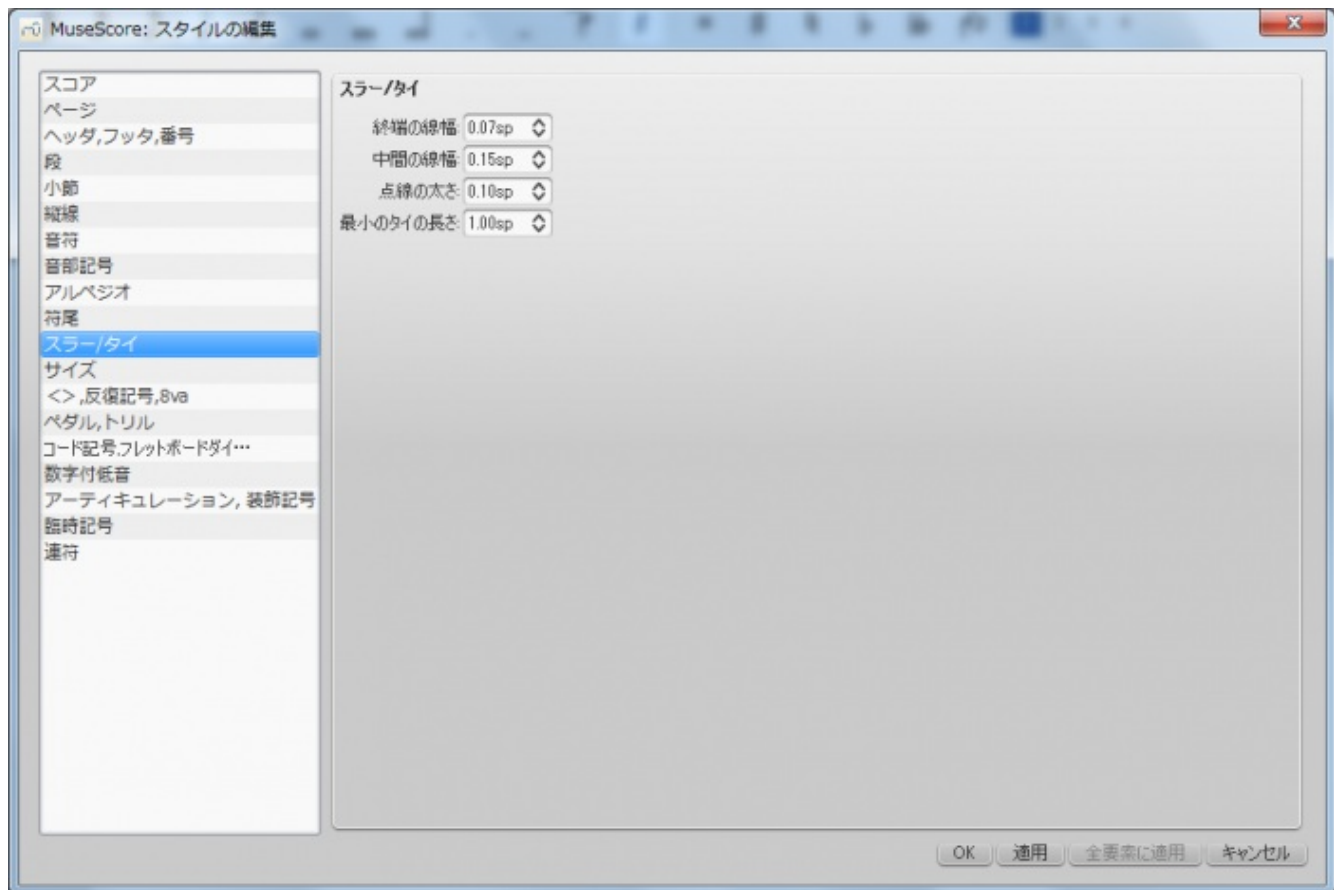 MuseScore: スタイルの編集
スコア
ページ
ヘッダ,フッタ,番号
段
小節
縦線
音符
音部記号
アルペジオ
符尾
スラー/タイ
サイズ
<>,反復記号,8va
ペダル,トリル
コード記号,フレットボードダイ…
数字付低音
アーティキュレーション, 装飾記号
臨時記号
連符
スラー/タイ
終端の線幅: 0.07sp
中間の線幅: 0.15sp
点線の太さ: 0.10sp
最小のタイの長さ: 1.00sp
OK 適用 全要素に適用 キャンセル